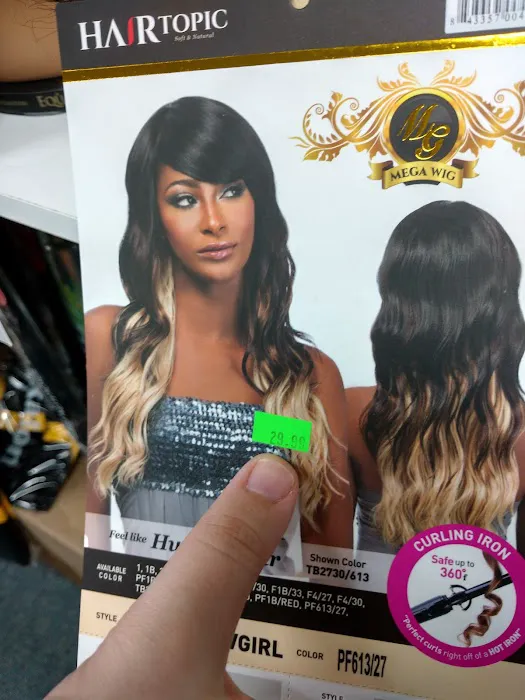 HAIRTOPIC
Soft & Natural
MG
MEGA WIG
29.99
Feel like Hu
Shown Color
TB2730/613
CURLING IRON
Safe up to
360°F
"Perfect curls right off of a HOT IRON"
AVAILABLE
COLOR
1, 1B,
/30, F1B/33, F4/27, F4/30,
PF1B/RED, PF613/27,
STYLE
GIRL
COLOR PF613/27
STYLE